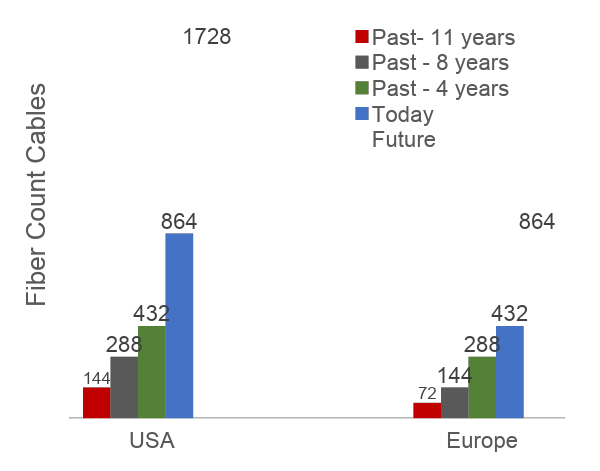 1728
Past- 11 years
Past - 8 years
Past - 4 years
Today
Future
Fiber Count Cables
864
864
432
432
288
288
144
144
72
USA
Europe